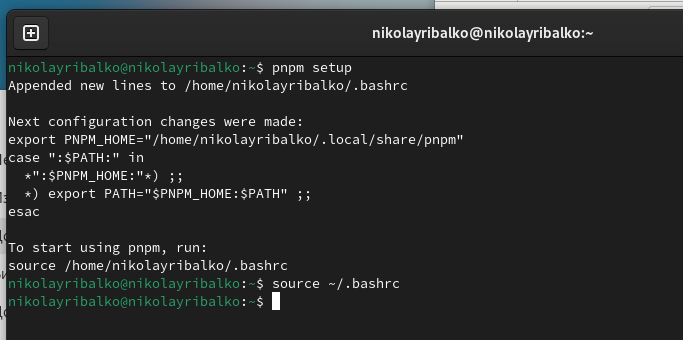 nikolayribalko@nikolayribalko:~
nikolayribalko@nikolayribalko:~$ pnpm setup
Appended new lines to /home/nikolayribalko/.bashrc

Next configuration changes were made:
export PNPM_HOME="/home/nikolayribalko/.local/share/pnpm"
case ":$PATH:" in
  *":$PNPM_HOME:"*) ;;
  *) export PATH="$PNPM_HOME:$PATH" ;;
esac

To start using pnpm, run:
source /home/nikolayribalko/.bashrc
nikolayribalko@nikolayribalko:~$ source ~/.bashrc
nikolayribalko@nikolayribalko:~$